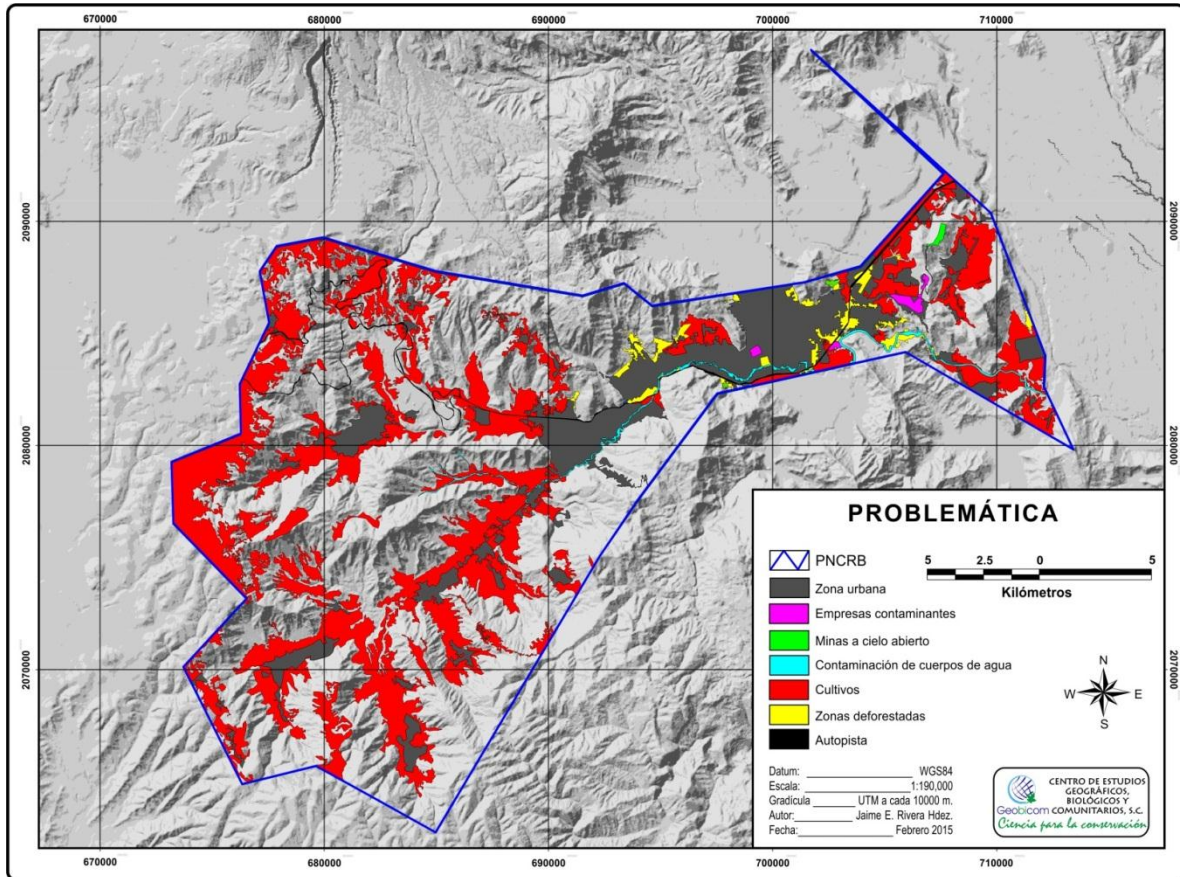 670000 680000 690000 700000 710000
2090000 2090000
2080000 2080000
2070000 2070000
PROBLEMÁTICA
PNCRB
Zona urbana
Empresas contaminantes
Minas a cielo abierto
Contaminación de cuerpos de agua
Cultivos
Zonas deforestadas
Autopista
5 2.5 0 5
Kilómetros
N
W E
S
Datum: WGS84
Escala: 1:190,000
Gradícula UTM a cada 10000 m.
Autor: Jaime E. Rivera Hdez.
Fecha: Febrero 2015
Geobicom
CENTRO DE ESTUDIOS
GEOGRÁFICOS,
BIOLÓGICOS Y
COMUNITARIOS, S.C.
Ciencia para la conservación
670000 680000 690000 700000 710000